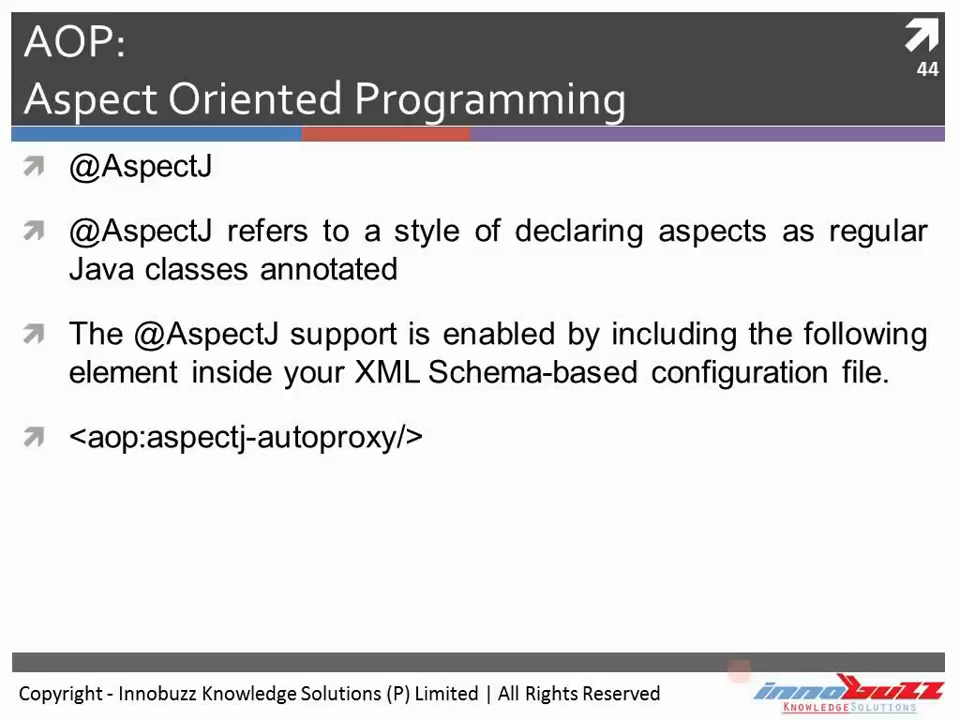 AOP:
Aspect Oriented Programming
44
@AspectJ
@AspectJ refers to a style of declaring aspects as regular
Java classes annotated
The @AspectJ support is enabled by including the following
element inside your XML Schema-based configuration file.
<aop:aspectj-autoproxy/>
Copyright - Innobuzz Knowledge Solutions (P) Limited | All Rights Reserved
innobuzz
KNOWLEDGESOLUTIONS